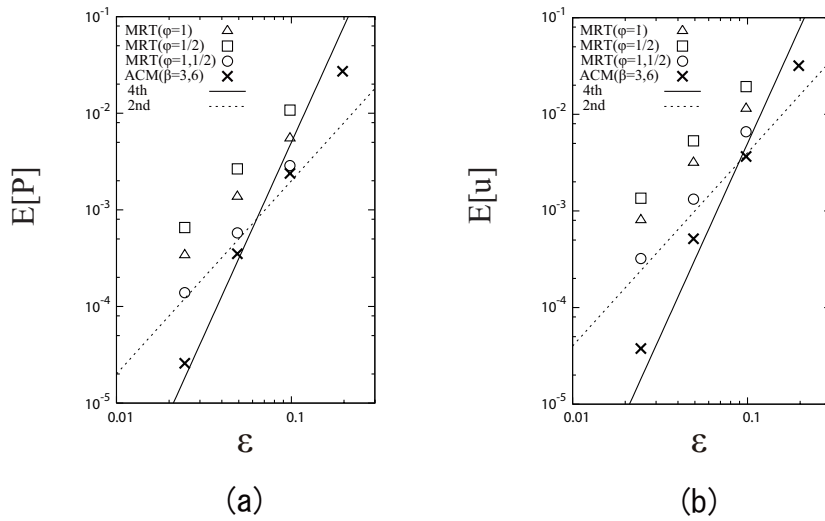 MRT(φ=1)
MRT(φ=1/2)
MRT(φ=1,1/2)
ACM(β=3,6)
4th
2nd
10⁻¹
10⁻²
10⁻³
10⁻⁴
10⁻⁵
E[P]
0.01
0.1
ε
(a)
MRT(φ=1)
MRT(φ=1/2)
MRT(φ=1,1/2)
ACM(β=3,6)
4th
2nd
10⁻¹
10⁻²
10⁻³
10⁻⁴
10⁻⁵
E[u]
0.01
0.1
ε
(b)